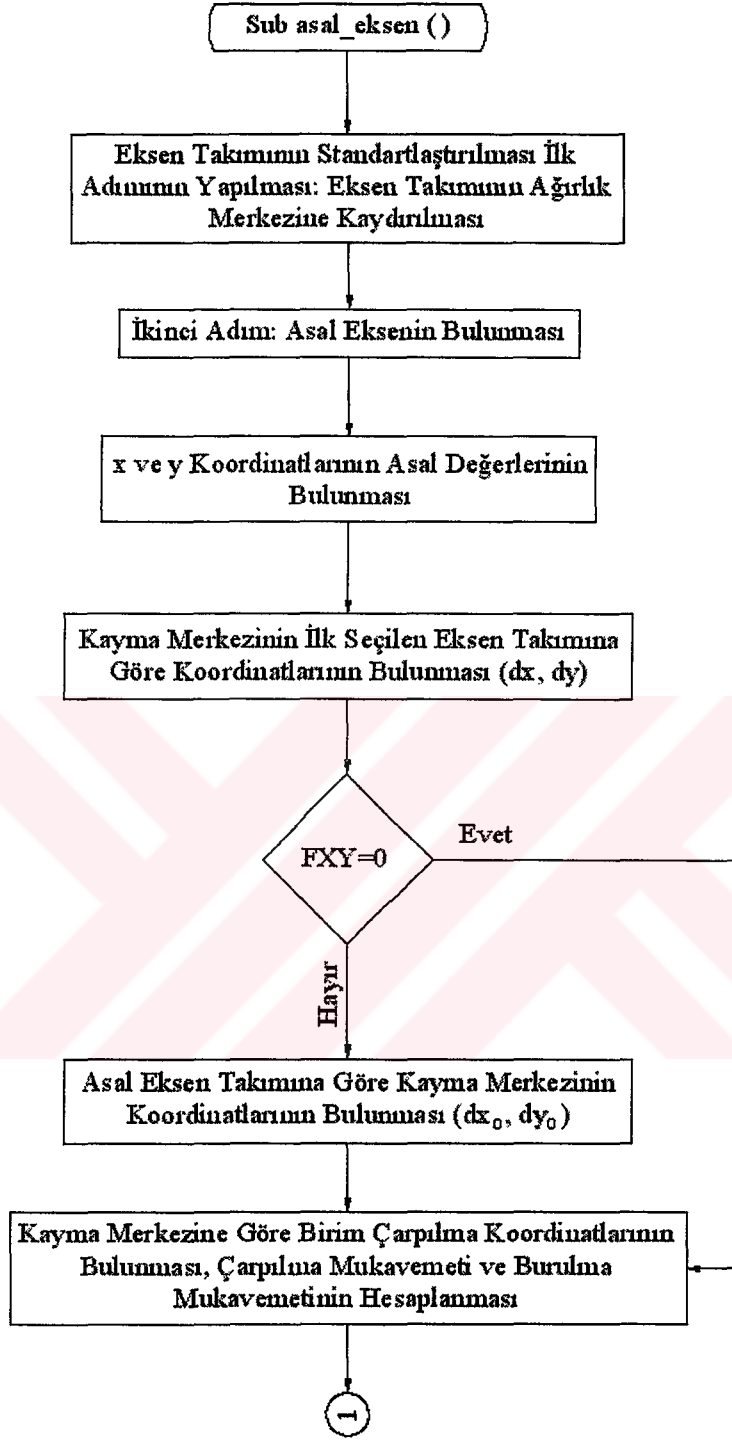 Sub asal_eksen ()
Eksen Takımının Standartlaştırılması İlk
Adımının Yapılması: Eksen Takımının Ağırlık
Merkezine Kaydırılması
İkinci Adım: Asal Eksenin Bulunması
x ve y Koordinatlarının Asal Değerlerinin
Bulunması
Kayma Merkezinin İlk Seçilen Eksen Takımına
Göre Koordinatlarının Bulunması (dx, dy)
FXY=0
Evet
Hayır
Asal Eksen Takımına Göre Kayma Merkezinin
Koordinatlarının Bulunması (dx₀, dy₀)
Kayma Merkezine Göre Birim Çarpılma Koordinatlarının
Bulunması, Çarpılma Mukavemeti ve Burulma
Mukavemetinin Hesaplanması
1